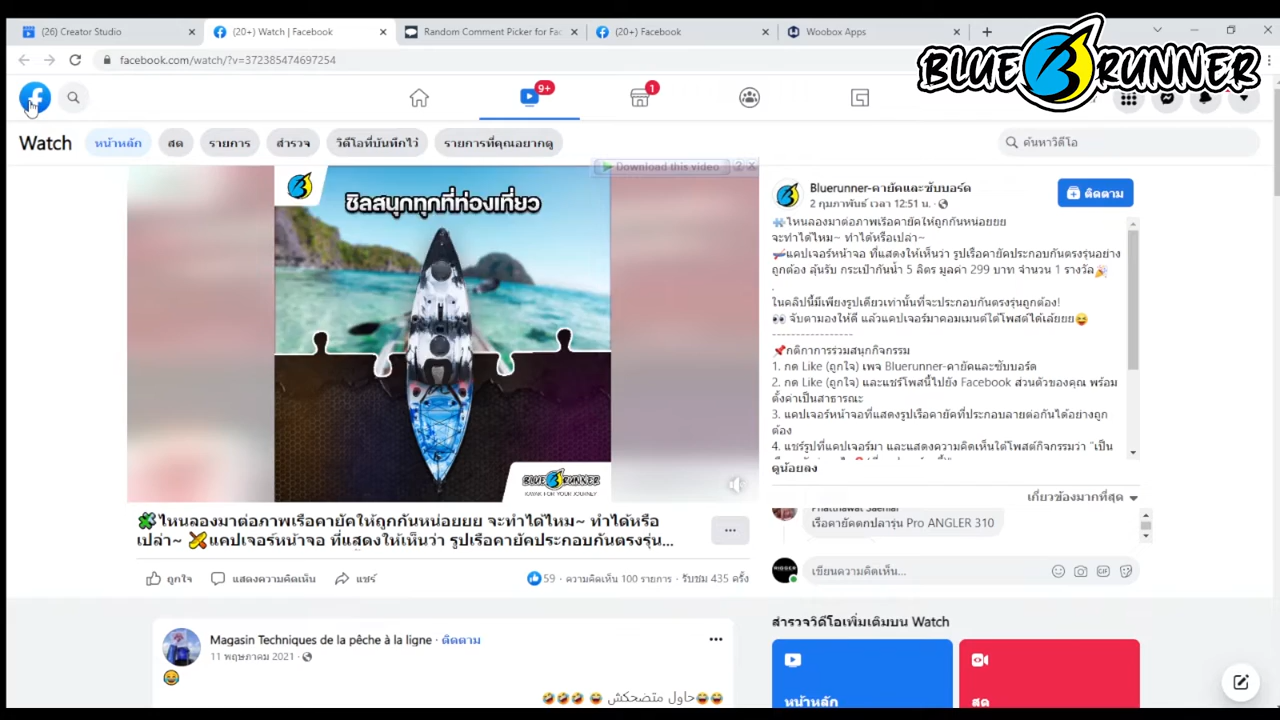 (26) Creator Studio
(20+) Watch | Facebook
Random Comment Picker for Fac
(20+) Facebook
Woobox Apps
facebook.com/watch/?v=372385474697254
BLUE RUNNER
9+
1
Watch
หน้าหลัก
สด
รายการ
สำรวจ
วิดีโอที่บันทึกไว้
รายการที่คุณอยากดู
ค้นหาวิดีโอ
Download this video
ชิลสนุกทุกที่ท่องเที่ยว
BLUE RUNNER
KAYAK FOR YOUR JOURNEY
Bluerunner-คายัคและซับบอร์ด
2 กุมภาพันธ์ เวลา 12:51 น.
ติดตาม
🧩ไหนลองมาต่อภาพเรือคายัคให้ถูกกันหน่อยยย
จะทำได้ไหม~ ทำได้หรือเปล่า~
แคปเจอร์หน้าจอ ที่แสดงให้เห็นว่า รูปเรือคายัคประกอบกันตรงรุ่นอย่าง
ถูกต้อง ลุ้นรับ กระเป๋ากันน้ำ 5 ลิตร มูลค่า 299 บาท จำนวน 1 รางวัล🎉
.
ในคลิปนี้มีเพียงรูปเดียวเท่านั้นที่จะประกอบกันตรงรุ่นถูกต้อง!
👀 จับตามองให้ดี แล้วแคปเจอร์มาคอมเมนต์ใต้โพสต์ได้เล้ยยย😝
----------------
📌กติกาการร่วมสนุกกิจกรรม
1. กด Like (ถูกใจ) เพจ Bluerunner-คายัคและซับบอร์ด
2. กด Like (ถูกใจ) และแชร์โพสนี้ไปยัง Facebook ส่วนตัวของคุณ พร้อม
ตั้งค่าเป็นสาธารณะ
3. แคปเจอร์หน้าจอที่แสดงรูปเรือคายัคที่ประกอบลายต่อกันได้อย่างถูก
ต้อง
4. แชร์รูปที่แคปเจอร์มา และแสดงความคิดเห็นใต้โพสต์กิจกรรมว่า "เป็น
ดูน้อยลง
เกี่ยวข้องมากที่สุด
เรือคายัคตกปลารุ่น Pro ANGLER 310
เขียนความคิดเห็น...
🧩ไหนลองมาต่อภาพเรือคายัคให้ถูกกันหน่อยยย จะทำได้ไหม~ ทำได้หรือ
เปล่า~ แคปเจอร์หน้าจอ ที่แสดงให้เห็นว่า รูปเรือคายัคประกอบกันตรงรุ่น...
ถูกใจ
แสดงความคิดเห็น
แชร์
59 · ความคิดเห็น 100 รายการ · รับชม 435 ครั้ง
Magasin Techniques de la pêche à la ligne · ติดตาม
11 พฤษภาคม 2021
😂
حاول متضحكش 😂 🤣 🤣 🤣 😂😂
สำรวจวิดีโอเพิ่มเติมบน Watch
หน้าหลัก
สด